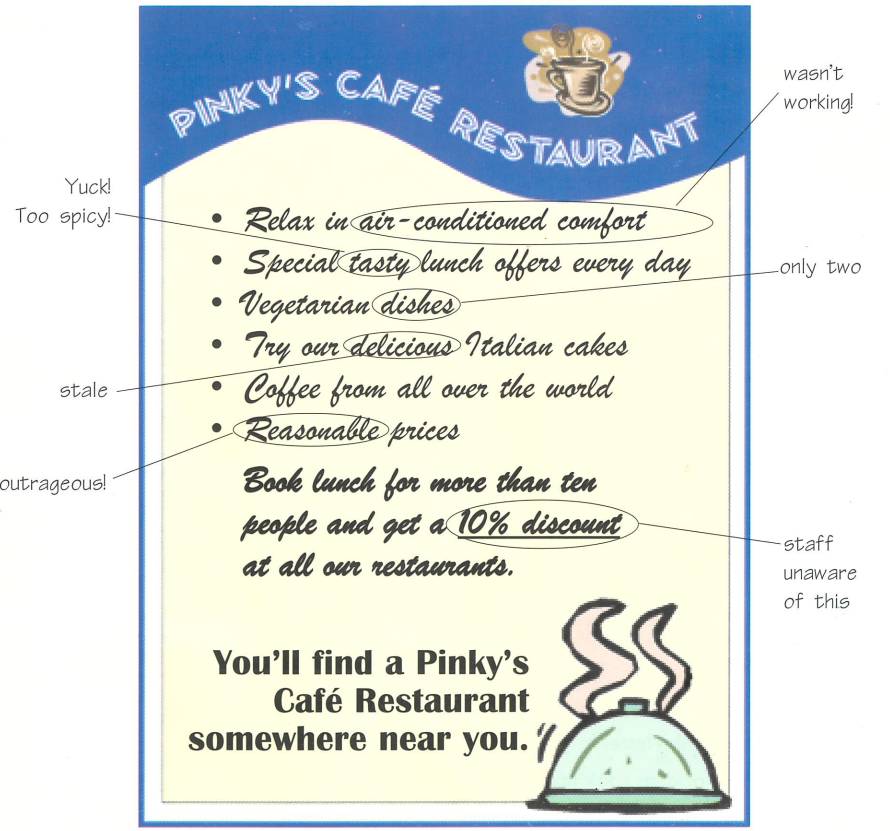 PINKY'S CAFÉ RESTAURANT
wasn't
working!
Yuck!
Too spicy!
• Relax in air-conditioned comfort
• Special tasty lunch offers every day
only two
• Vegetarian dishes
• Try our delicious Italian cakes
stale
• Coffee from all over the world
• Reasonable prices
outrageous!
Book lunch for more than ten
people and get a 10% discount
at all our restaurants.
staff
unaware
of this
You'll find a Pinky's
Café Restaurant
somewhere near you.